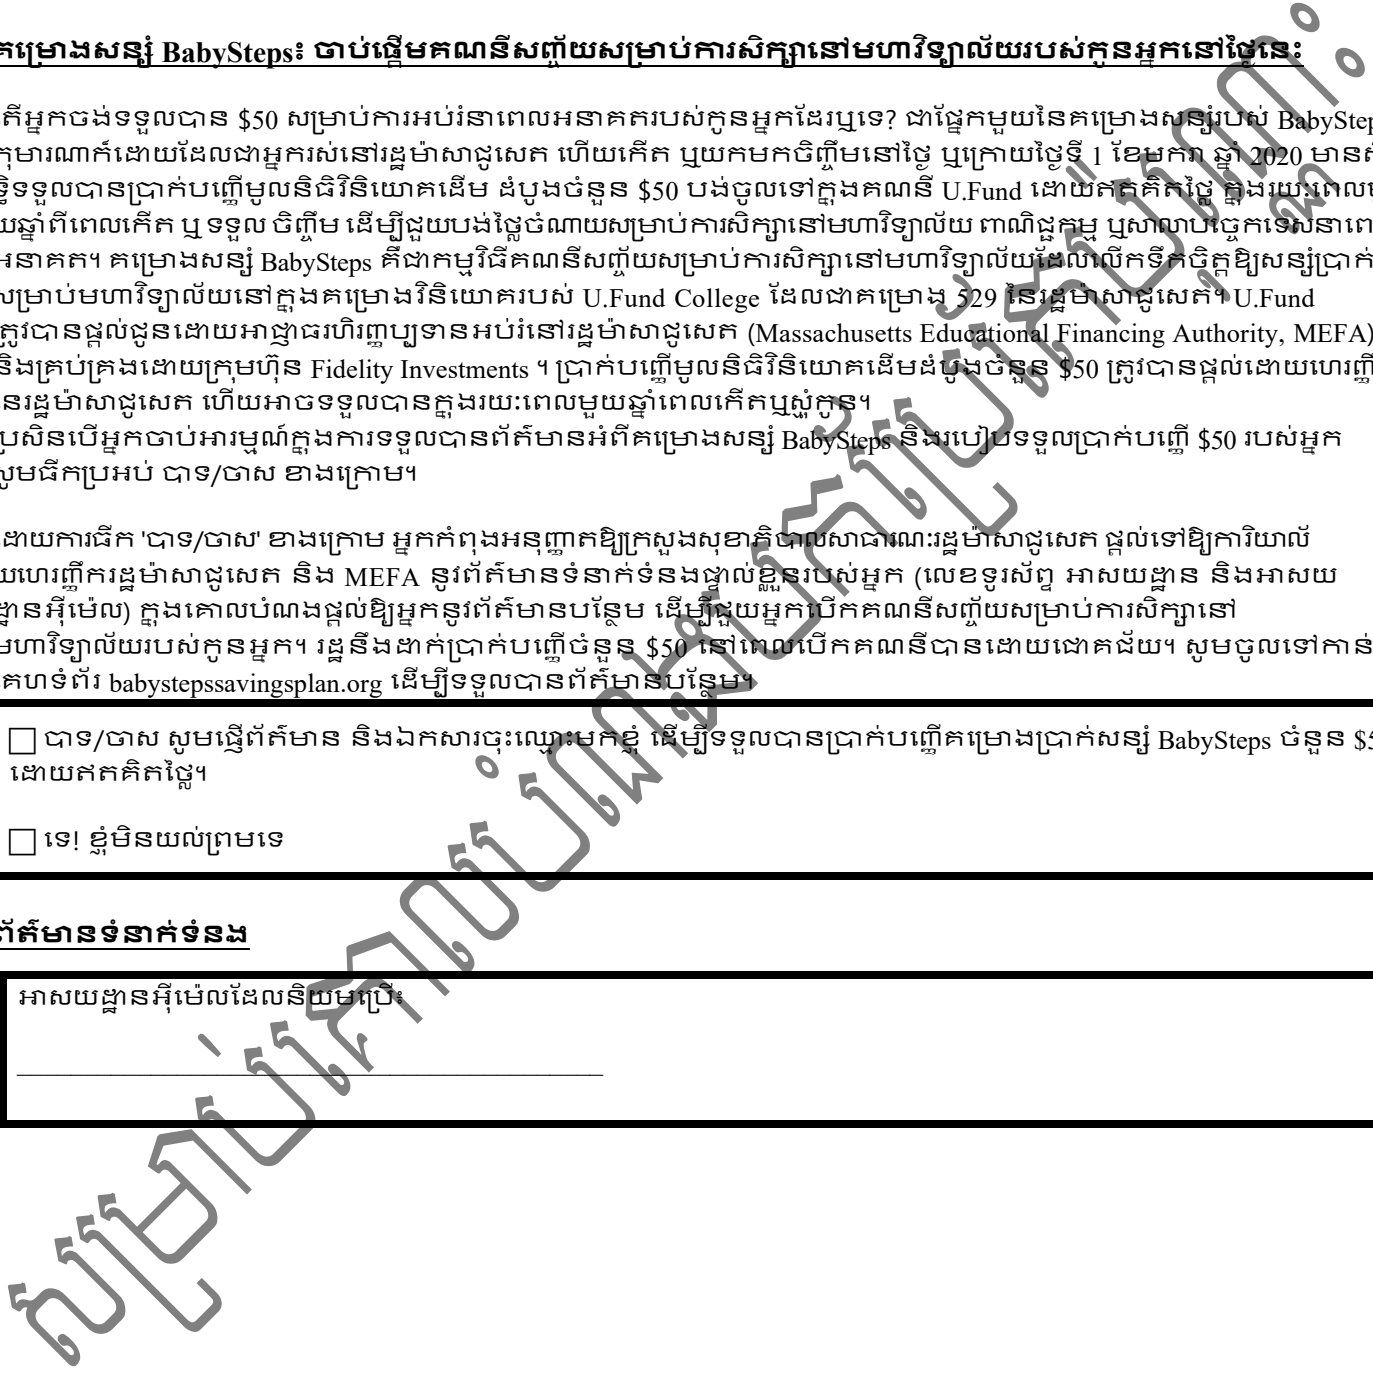 គម្រោងសន្សំ BabySteps៖ ចាប់ផ្តើមគណនីសញ្ច័យសម្រាប់ការសិក្សានៅមហាវិទ្យាល័យរបស់កូនអ្នកនៅថ្ងៃនេះ
តើអ្នកចង់ទទួលបាន $50 សម្រាប់ការអប់រំនាពេលអនាគតរបស់កូនអ្នកដែរឬទេ? ជាផ្នែកមួយនៃគម្រោងសន្សំរបស់ BabyStep
កុមារណាក៏ដោយដែលជាអ្នករស់នៅរដ្ឋម៉ាសាជូសេត ហើយកើត ឬយកមកចិញ្ចឹមនៅថ្ងៃ ឬក្រោយថ្ងៃទី 1 ខែមករា ឆ្នាំ 2020 មានសិ
ទ្ធិទទួលបានប្រាក់បញ្ញើមូលនិធិវិនិយោគដើម ដំបូងចំនួន $50 បង់ចូលទៅក្នុងគណនី U.Fund ដោយឥតគិតថ្លៃ ក្នុងរយៈពេលមួ
យឆ្នាំពីពេលកើត ឬ ទទួល ចិញ្ចឹម ដើម្បីជួយបង់ថ្លៃចំណាយសម្រាប់ការសិក្សានៅមហាវិទ្យាល័យ ពាណិជ្ជកម្ម ឬសាលាបច្ចេកទេសនាពេ
អនាគត។ គម្រោងសន្សំ BabySteps គឺជាកម្មវិធីគណនីសញ្ច័យសម្រាប់ការសិក្សានៅមហាវិទ្យាល័យដែលលើកទឹកចិត្តឱ្យសន្សំប្រាក់
សម្រាប់មហាវិទ្យាល័យនៅក្នុងគម្រោងវិនិយោគរបស់ U.Fund College ដែលជាគម្រោង 529 នៃរដ្ឋម៉ាសាជូសេត។ U.Fund
ត្រូវបានផ្តល់ជូនដោយអាជ្ញាធរហិរញ្ញប្បទានអប់រំនៅរដ្ឋម៉ាសាជូសេត (Massachusetts Educational Financing Authority, MEFA)
និងគ្រប់គ្រងដោយក្រុមហ៊ុន Fidelity Investments ។ ប្រាក់បញ្ញើមូលនិធិវិនិយោគដើមដំបូងចំនួន $50 ត្រូវបានផ្តល់ដោយហេរញ្ញឹ
នៃរដ្ឋម៉ាសាជូសេត ហើយអាចទទួលបានក្នុងរយៈពេលមួយឆ្នាំពេលកើតឬស្មុំកូន។
ប្រសិនបើអ្នកចាប់អារម្មណ៍ក្នុងការទទួលបានព័ត៌មានអំពីគម្រោងសន្សំ BabySteps និងរបៀបទទួលប្រាក់បញ្ញើ $50 របស់អ្នក
សូមធីកប្រអប់ បាទ/ចាស ខាងក្រោម។
ដោយការធីក 'បាទ/ចាស' ខាងក្រោម អ្នកកំពុងអនុញ្ញាតឱ្យក្រសួងសុខាភិបាលសាធារណៈរដ្ឋម៉ាសាជូសេត ផ្តល់ទៅឱ្យការិយាល័
យហេរញ្ញឹករដ្ឋម៉ាសាជូសេត និង MEFA នូវព័ត៌មានទំនាក់ទំនងផ្ទាល់ខ្លួនរបស់អ្នក (លេខទូរស័ព្ទ អាសយដ្ឋាន និងអាសយ
ដ្ឋានអ៊ីម៉ែល) ក្នុងគោលបំណងផ្តល់ឱ្យអ្នកនូវព័ត៌មានបន្ថែម ដើម្បីជួយអ្នកបើកគណនីសញ្ច័យសម្រាប់ការសិក្សានៅ
មហាវិទ្យាល័យរបស់កូនអ្នក។ រដ្ឋនឹងដាក់ប្រាក់បញ្ញើចំនួន $50 នៅពេលបើកគណនីបានដោយជោគជ័យ។ សូមចូលទៅកាន់
គេហទំព័រ babystepssavingsplan.org ដើម្បីទទួលបានព័ត៌មានបន្ថែម។
☐ បាទ/ចាស សូមផ្ញើព័ត៌មាន និងឯកសារចុះឈ្មោះមកខ្ញុំ ដើម្បីទទួលបានប្រាក់បញ្ញើគម្រោងប្រាក់សន្សំ BabySteps ចំនួន $5
ដោយឥតគិតថ្លៃ។
☐ ទេ! ខ្ញុំមិនយល់ព្រមទេ
ព័ត៌មានទំនាក់ទំនង
អាសយដ្ឋានអ៊ីម៉ែលដែលនិយមប្រើ៖